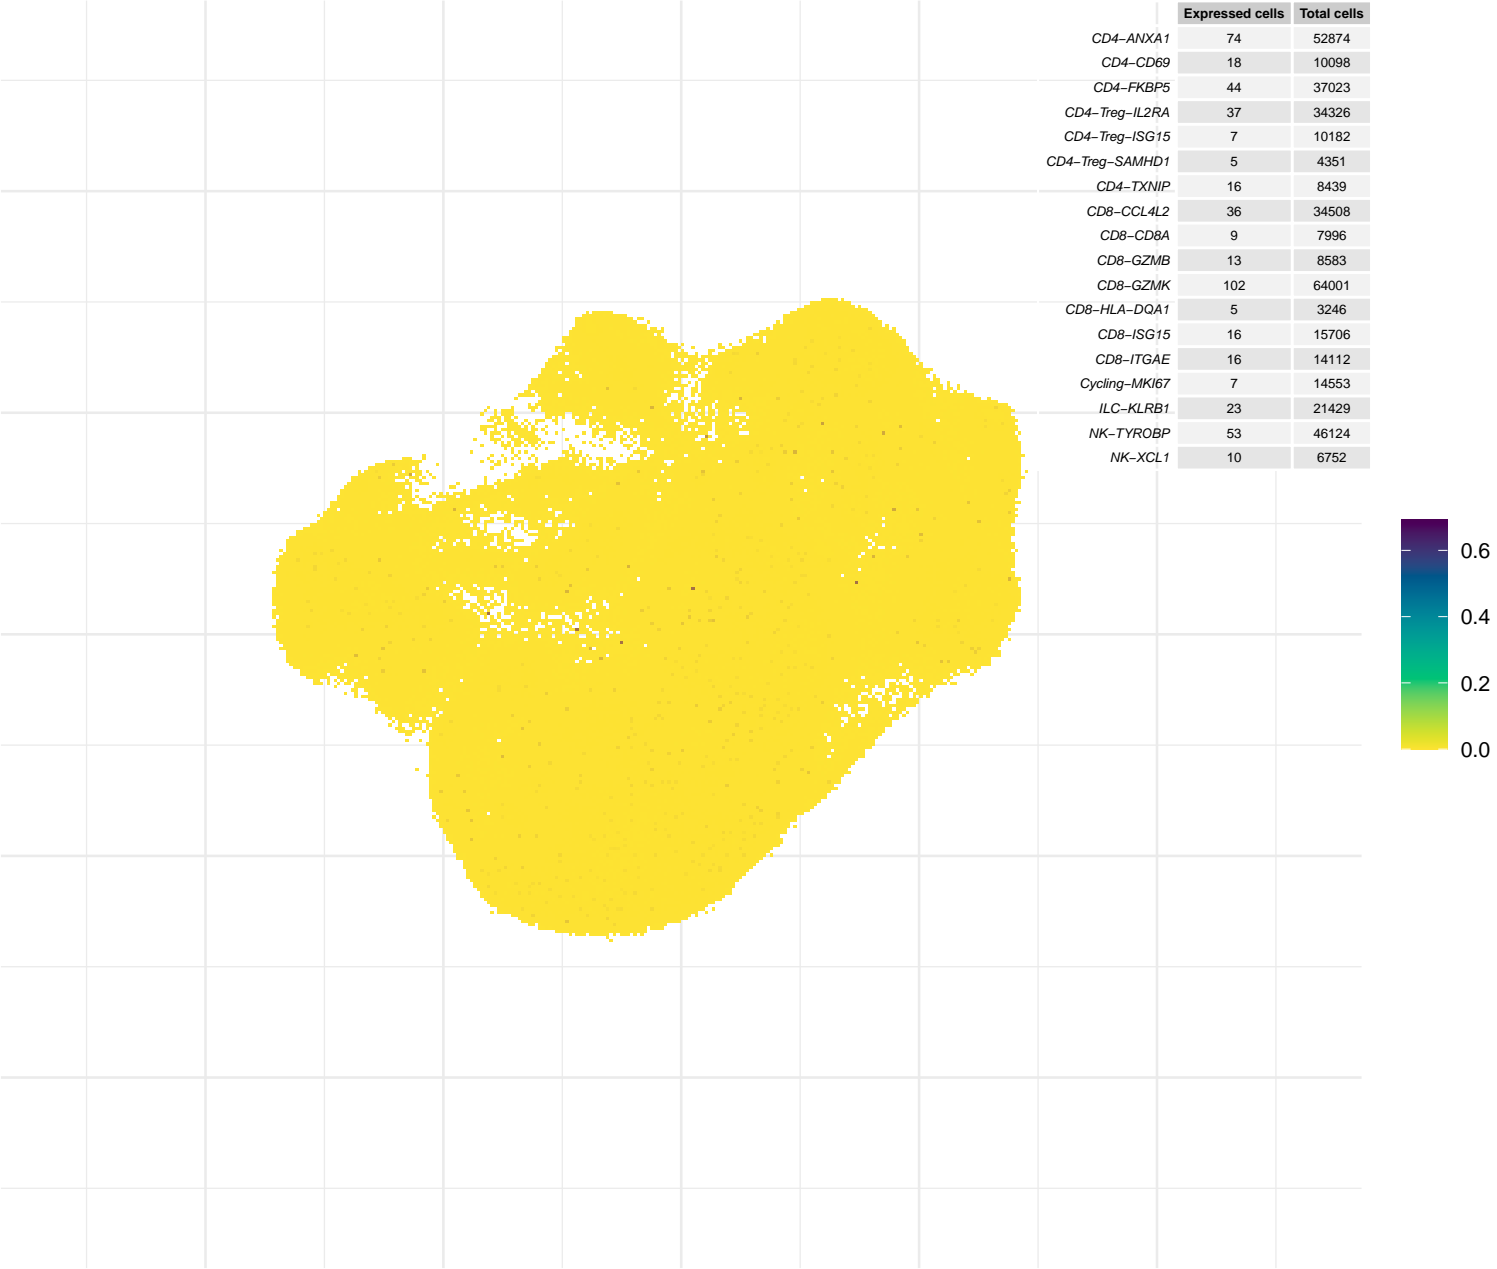 Expressed cells Total cells
CD4−ANXA1 74 52874
CD4−CD69 18 10098
CD4−FKBP5 44 37023
CD4−Treg−IL2RA 37 34326
CD4−Treg−ISG15 7 10182
CD4−Treg−SAMHD1 5 4351
CD4−TXNIP 16 8439
CD8−CCL4L2 36 34508
CD8−CD8A 9 7996
CD8−GZMB 13 8583
CD8−GZMK 102 64001
CD8−HLA−DQA1 5 3246
CD8−ISG15 16 15706
CD8−ITGAE 16 14112
Cycling−MKI67 7 14553
ILC−KLRB1 23 21429
NK−TYROBP 53 46124
NK−XCL1 10 6752
0.6
0.4
0.2
0.0